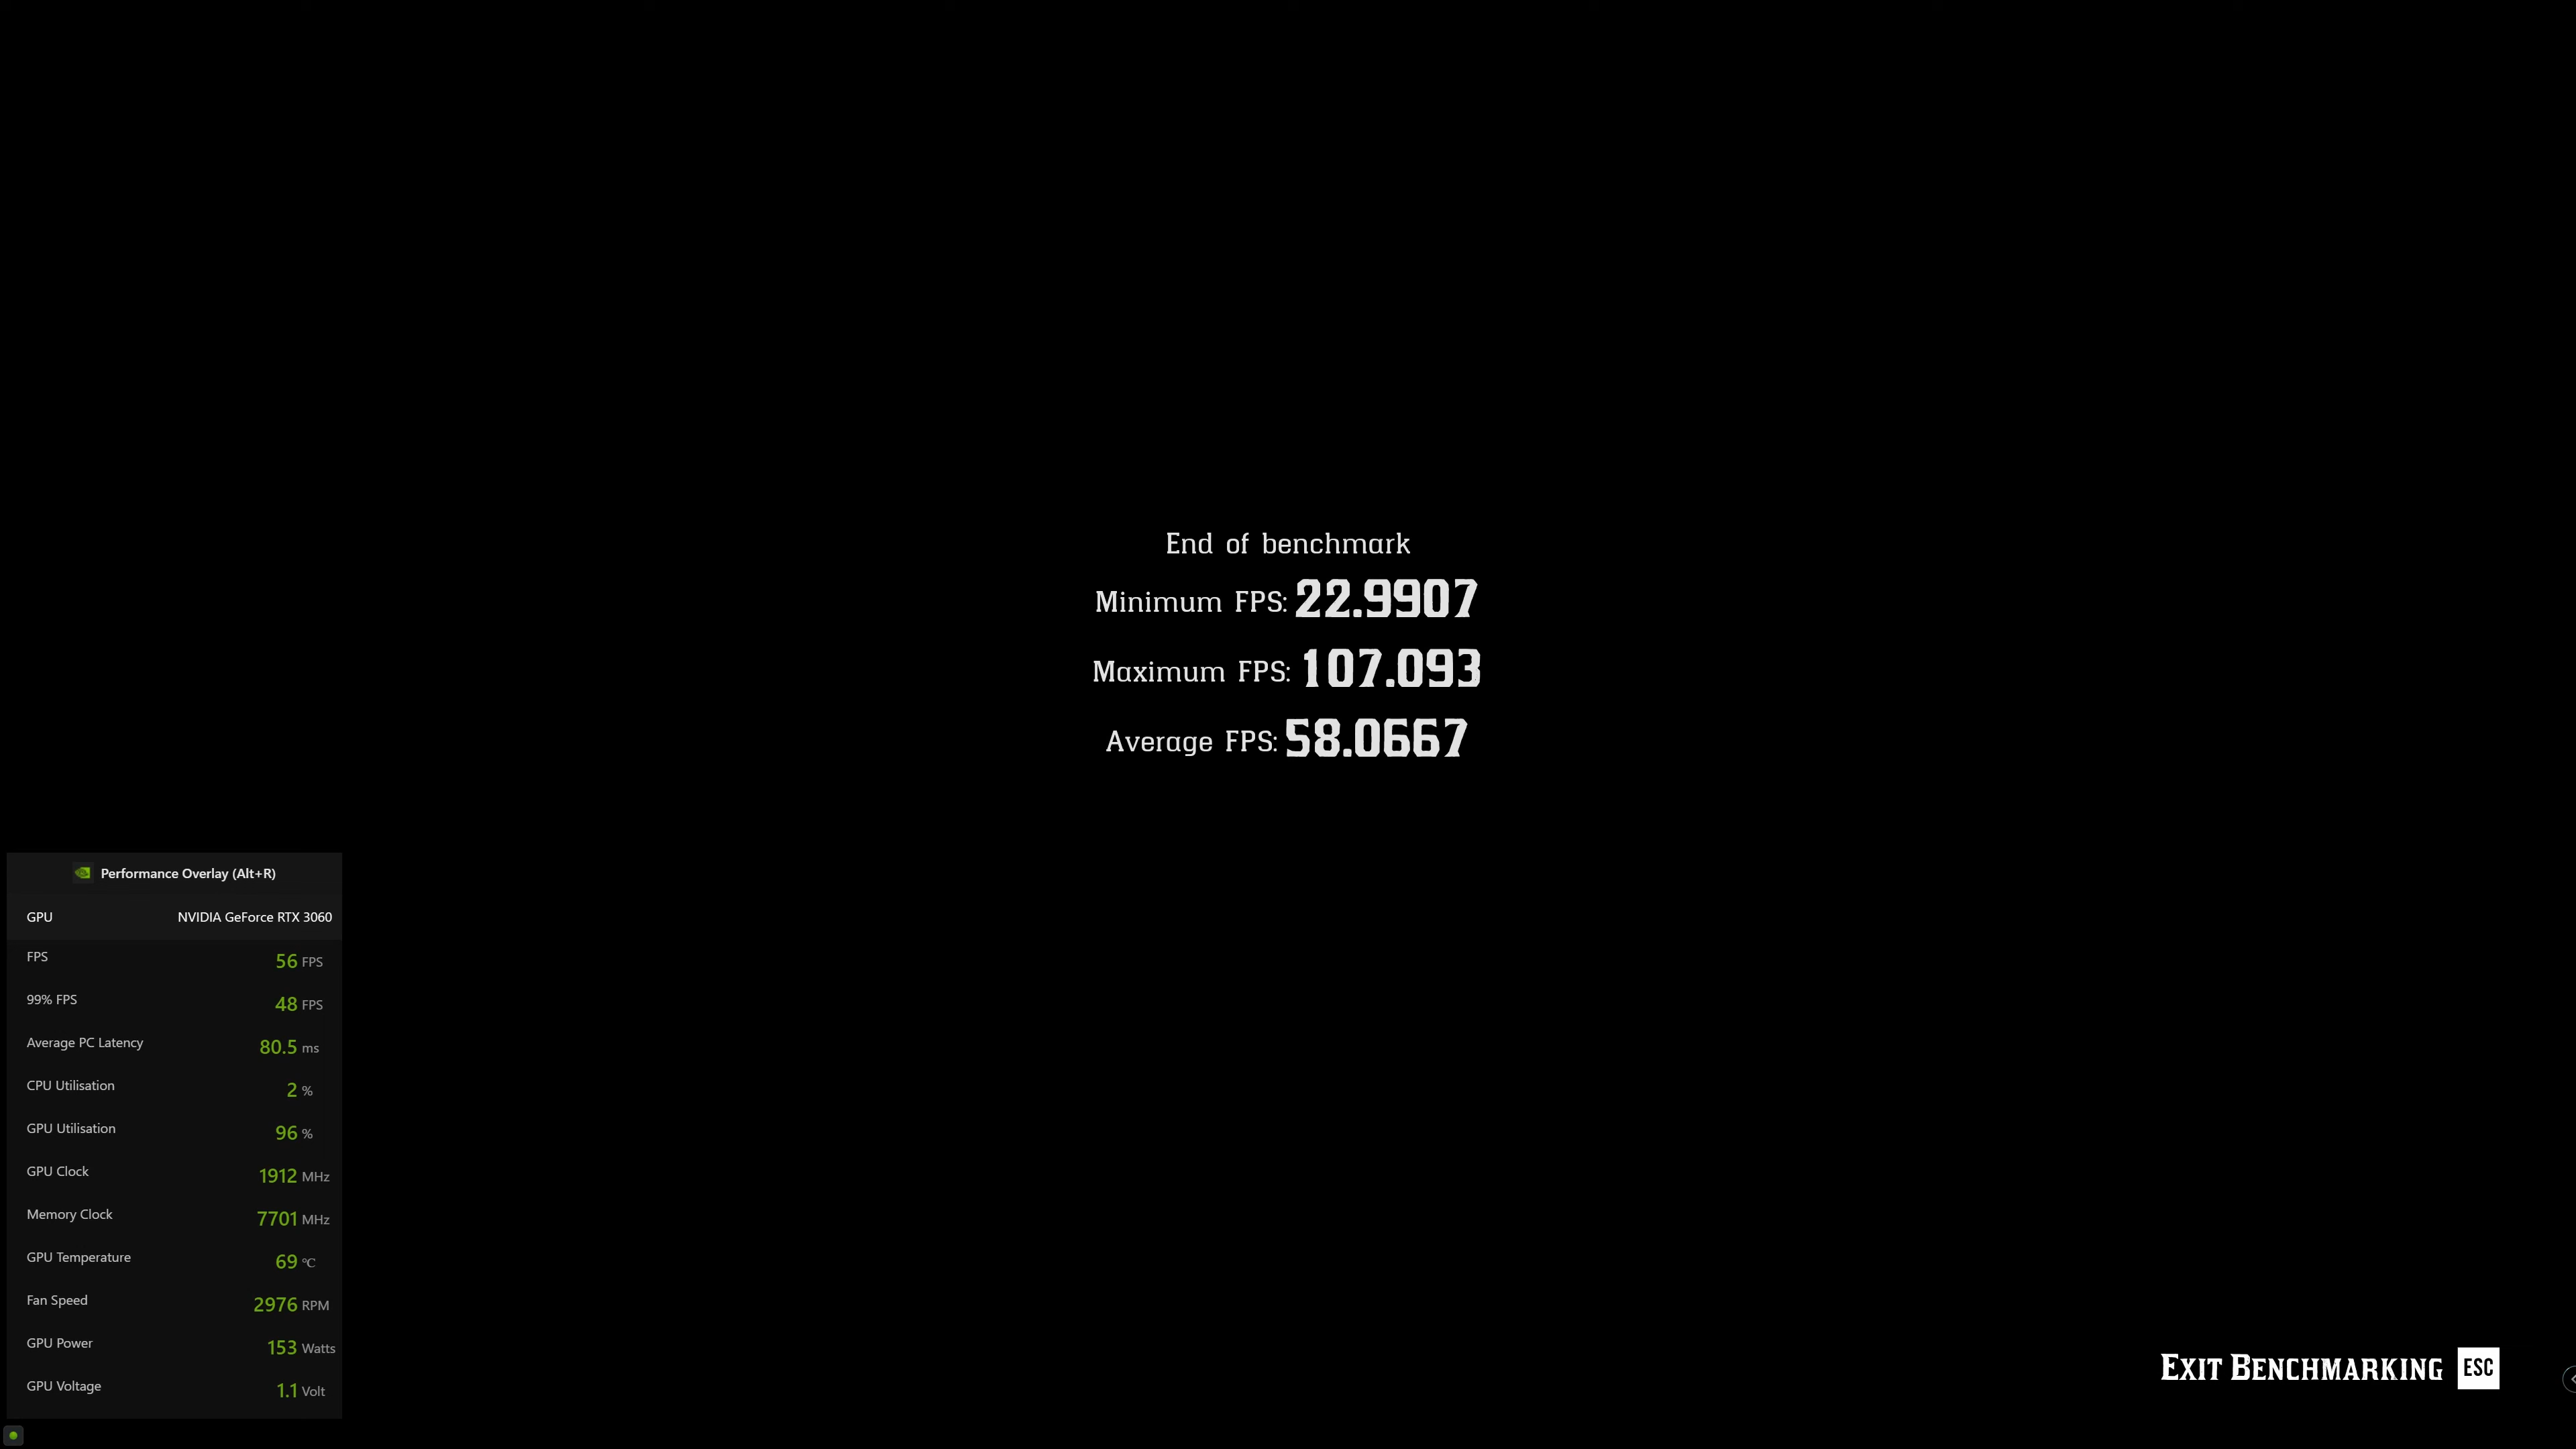 End of benchmark
Minimum FPS: 22.9907
Maximum FPS: 107.093
Average FPS: 58.0667
Performance Overlay (Alt+R)
GPU NVIDIA GeForce RTX 3060
FPS 56 FPS
99% FPS 48 FPS
Average PC Latency 80.5 ms
CPU Utilisation 2 %
GPU Utilisation 96 %
GPU Clock 1912 MHz
Memory Clock 7701 MHz
GPU Temperature 69 °C
Fan Speed 2976 RPM
GPU Power 153 Watts
GPU Voltage 1.1 Volt
EXIT BENCHMARKING ESC